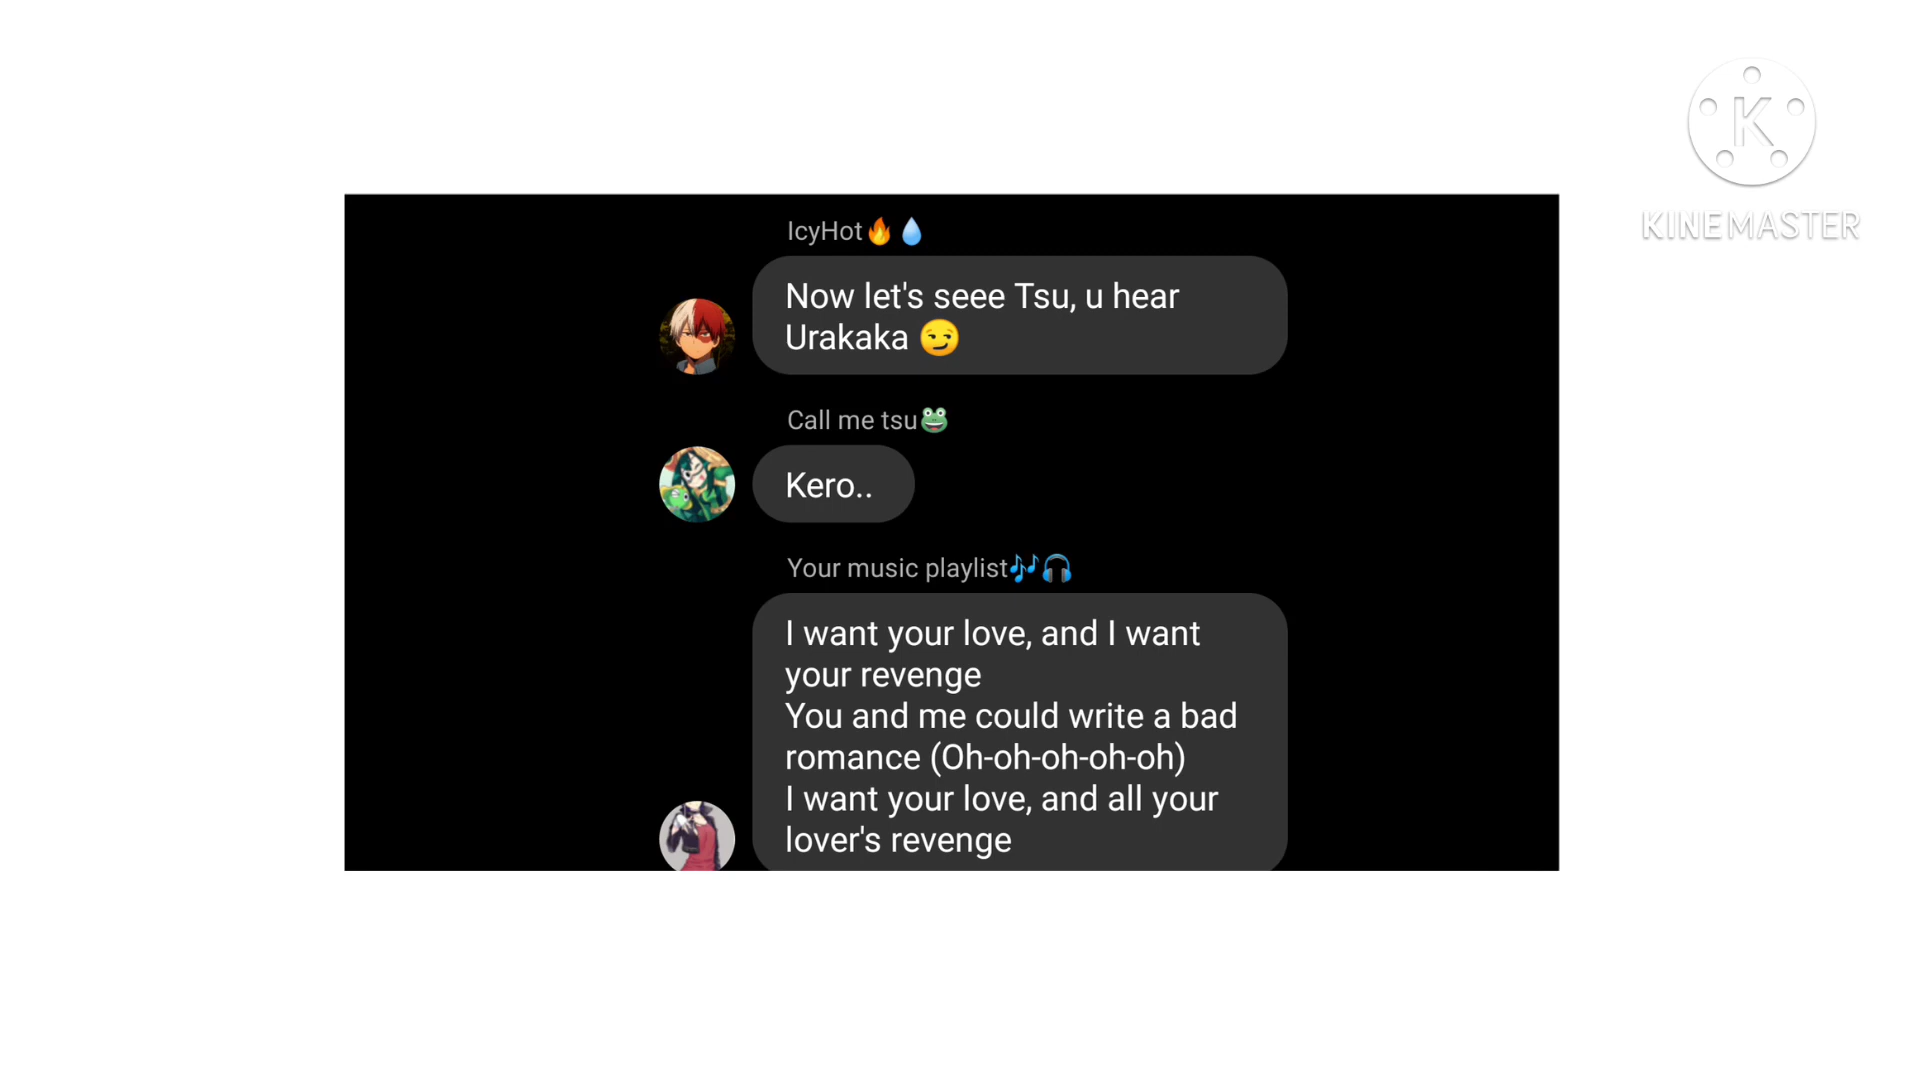 K
KINEMASTER
IcyHot🔥💧
Now let's seee Tsu, u hear
Urakaka 😏
Call me tsu🐸
Kero..
Your music playlist🎶🎧
I want your love, and I want
your revenge
You and me could write a bad
romance (Oh-oh-oh-oh-oh)
I want your love, and all your
lover's revenge